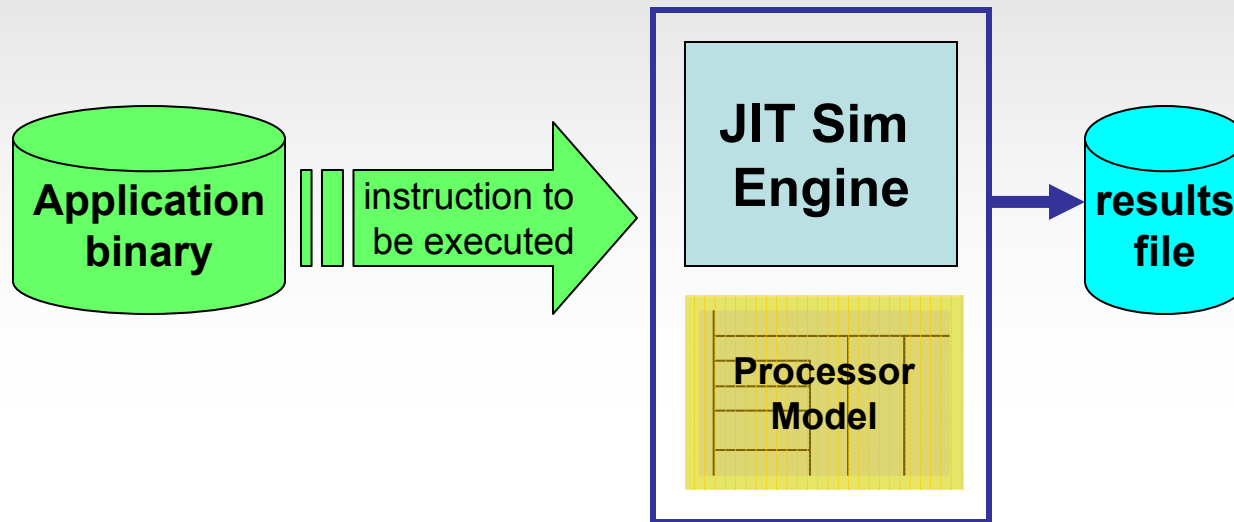 Application
binary
instruction to
be executed
JIT Sim
Engine
Processor
Model
results
file